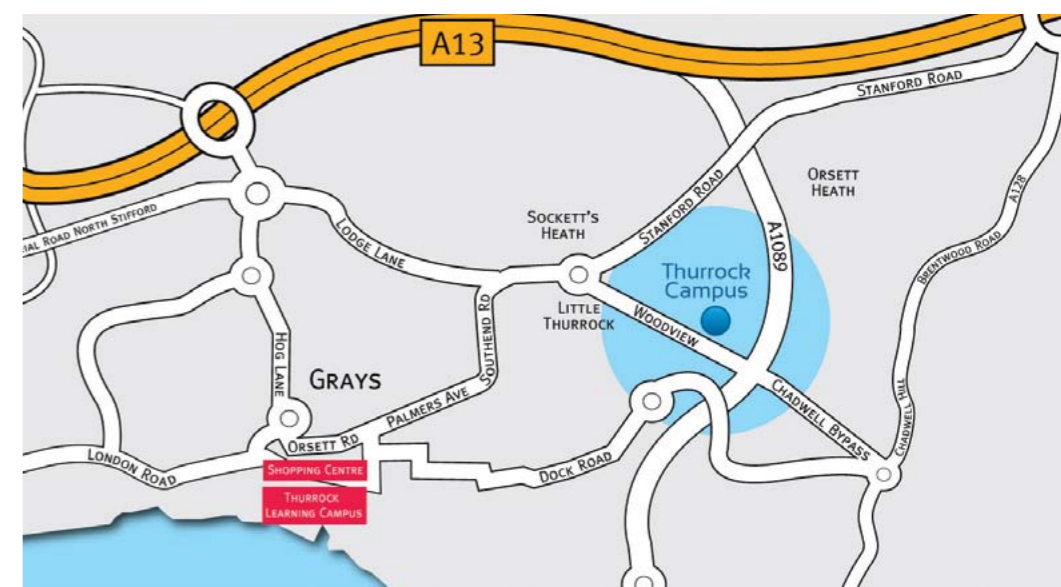 A13
STANFORD ROAD
ORSETT
HEATH
A128
IAL ROAD NORTH STIFFORD
LODGE LANE
SOCKETT'S
HEATH
STANFORD ROAD
A1089
BRENTWOOD ROAD
Thurrock
Campus
LITTLE
THURROCK
WOODVIEW
HOG LANE
GRAYS
SOUTHEND RD
PALMERS AVE
CHADWELL BYPASS
CHADWELL HILL
ORSETT RD
LONDON ROAD
DOCK ROAD
SHOPPING CENTRE
THURROCK
LEARNING CAMPUS